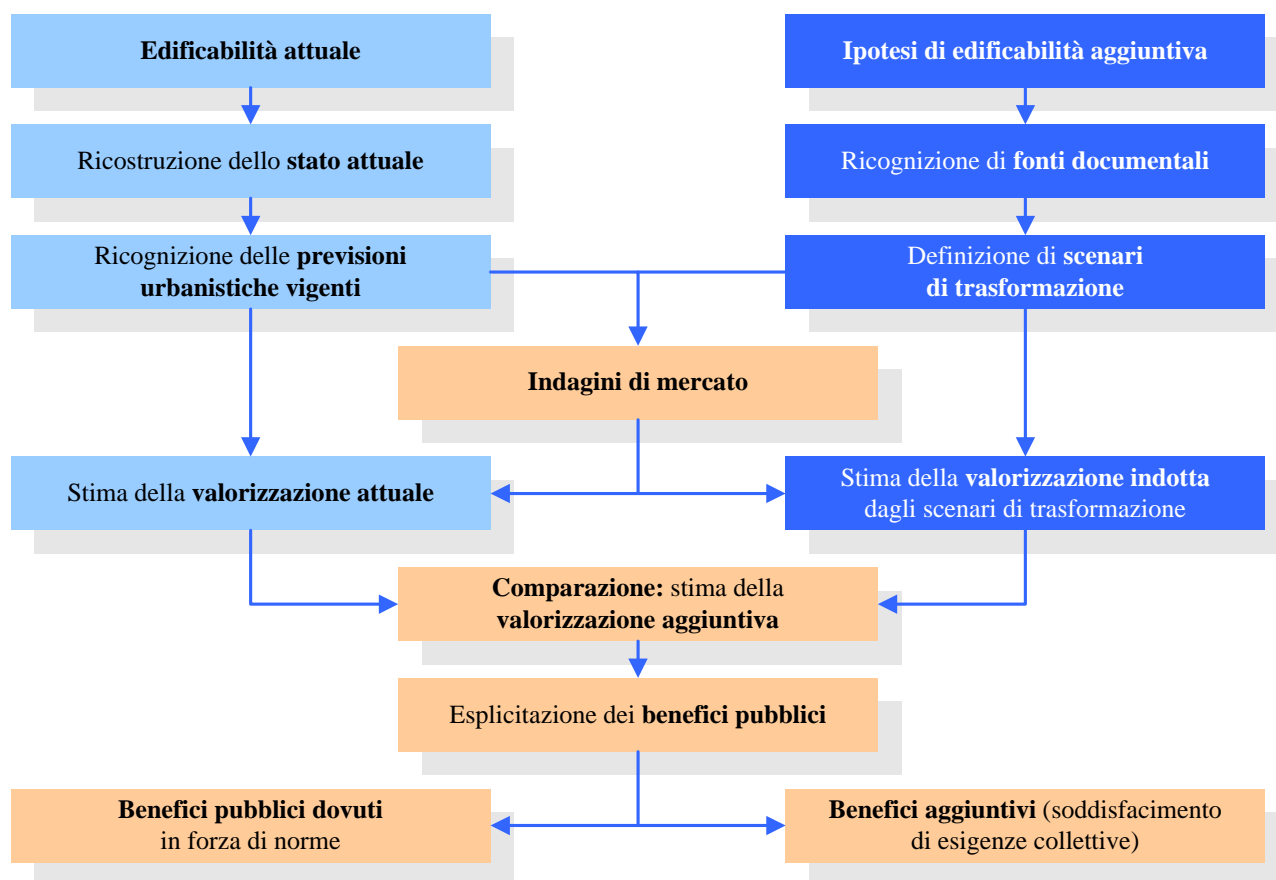 Edificabilità attuale
Ipotesi di edificabilità aggiuntiva
Ricostruzione dello stato attuale
Ricognizione di fonti documentali
Ricognizione delle previsioni
urbanistiche vigenti
Definizione di scenari
di trasformazione
Indagini di mercato
Stima della valorizzazione attuale
Stima della valorizzazione indotta
dagli scenari di trasformazione
Comparazione: stima della
valorizzazione aggiuntiva
Esplicitazione dei benefici pubblici
Benefici pubblici dovuti
in forza di norme
Benefici aggiuntivi (soddisfacimento
di esigenze collettive)